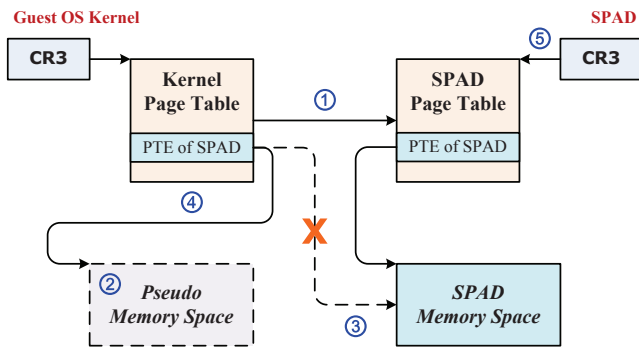 Guest OS Kernel
SPAD
CR3
⑤
CR3
Kernel
Page Table
①
SPAD
Page Table
PTE of SPAD
PTE of SPAD
④
②
Pseudo
Memory Space
③
SPAD
Memory Space